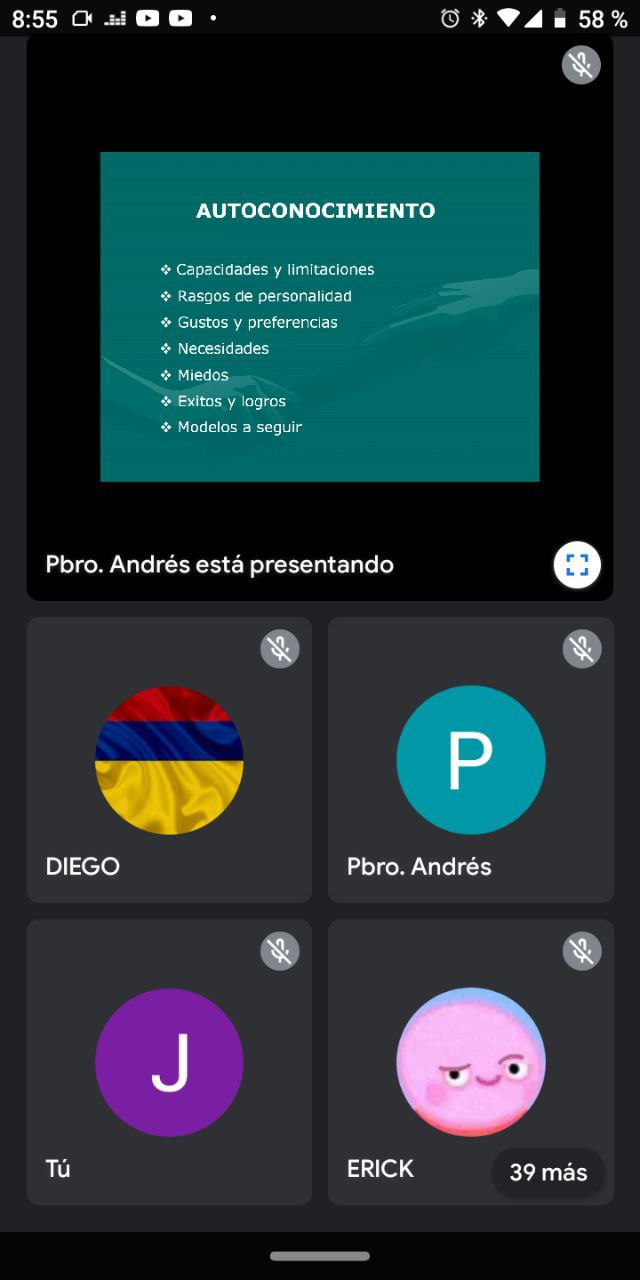 8:55
58 %
AUTOCONOCIMIENTO
❖ Capacidades y limitaciones
❖ Rasgos de personalidad
❖ Gustos y preferencias
❖ Necesidades
❖ Miedos
❖ Exitos y logros
❖ Modelos a seguir
Pbro. Andrés está presentando
P
DIEGO
Pbro. Andrés
J
Tú
ERICK
39 más